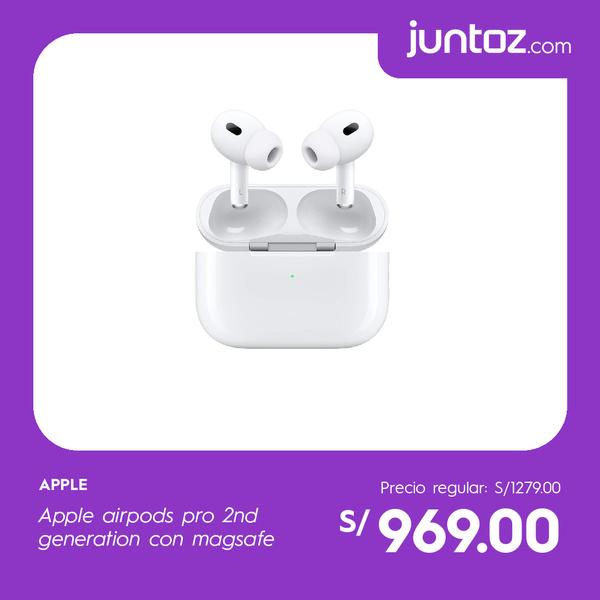 juntoz.com
L
R
APPLE
Apple airpods pro 2nd
generation con magsafe
Precio regular: S/1279.00
S/ 969.00